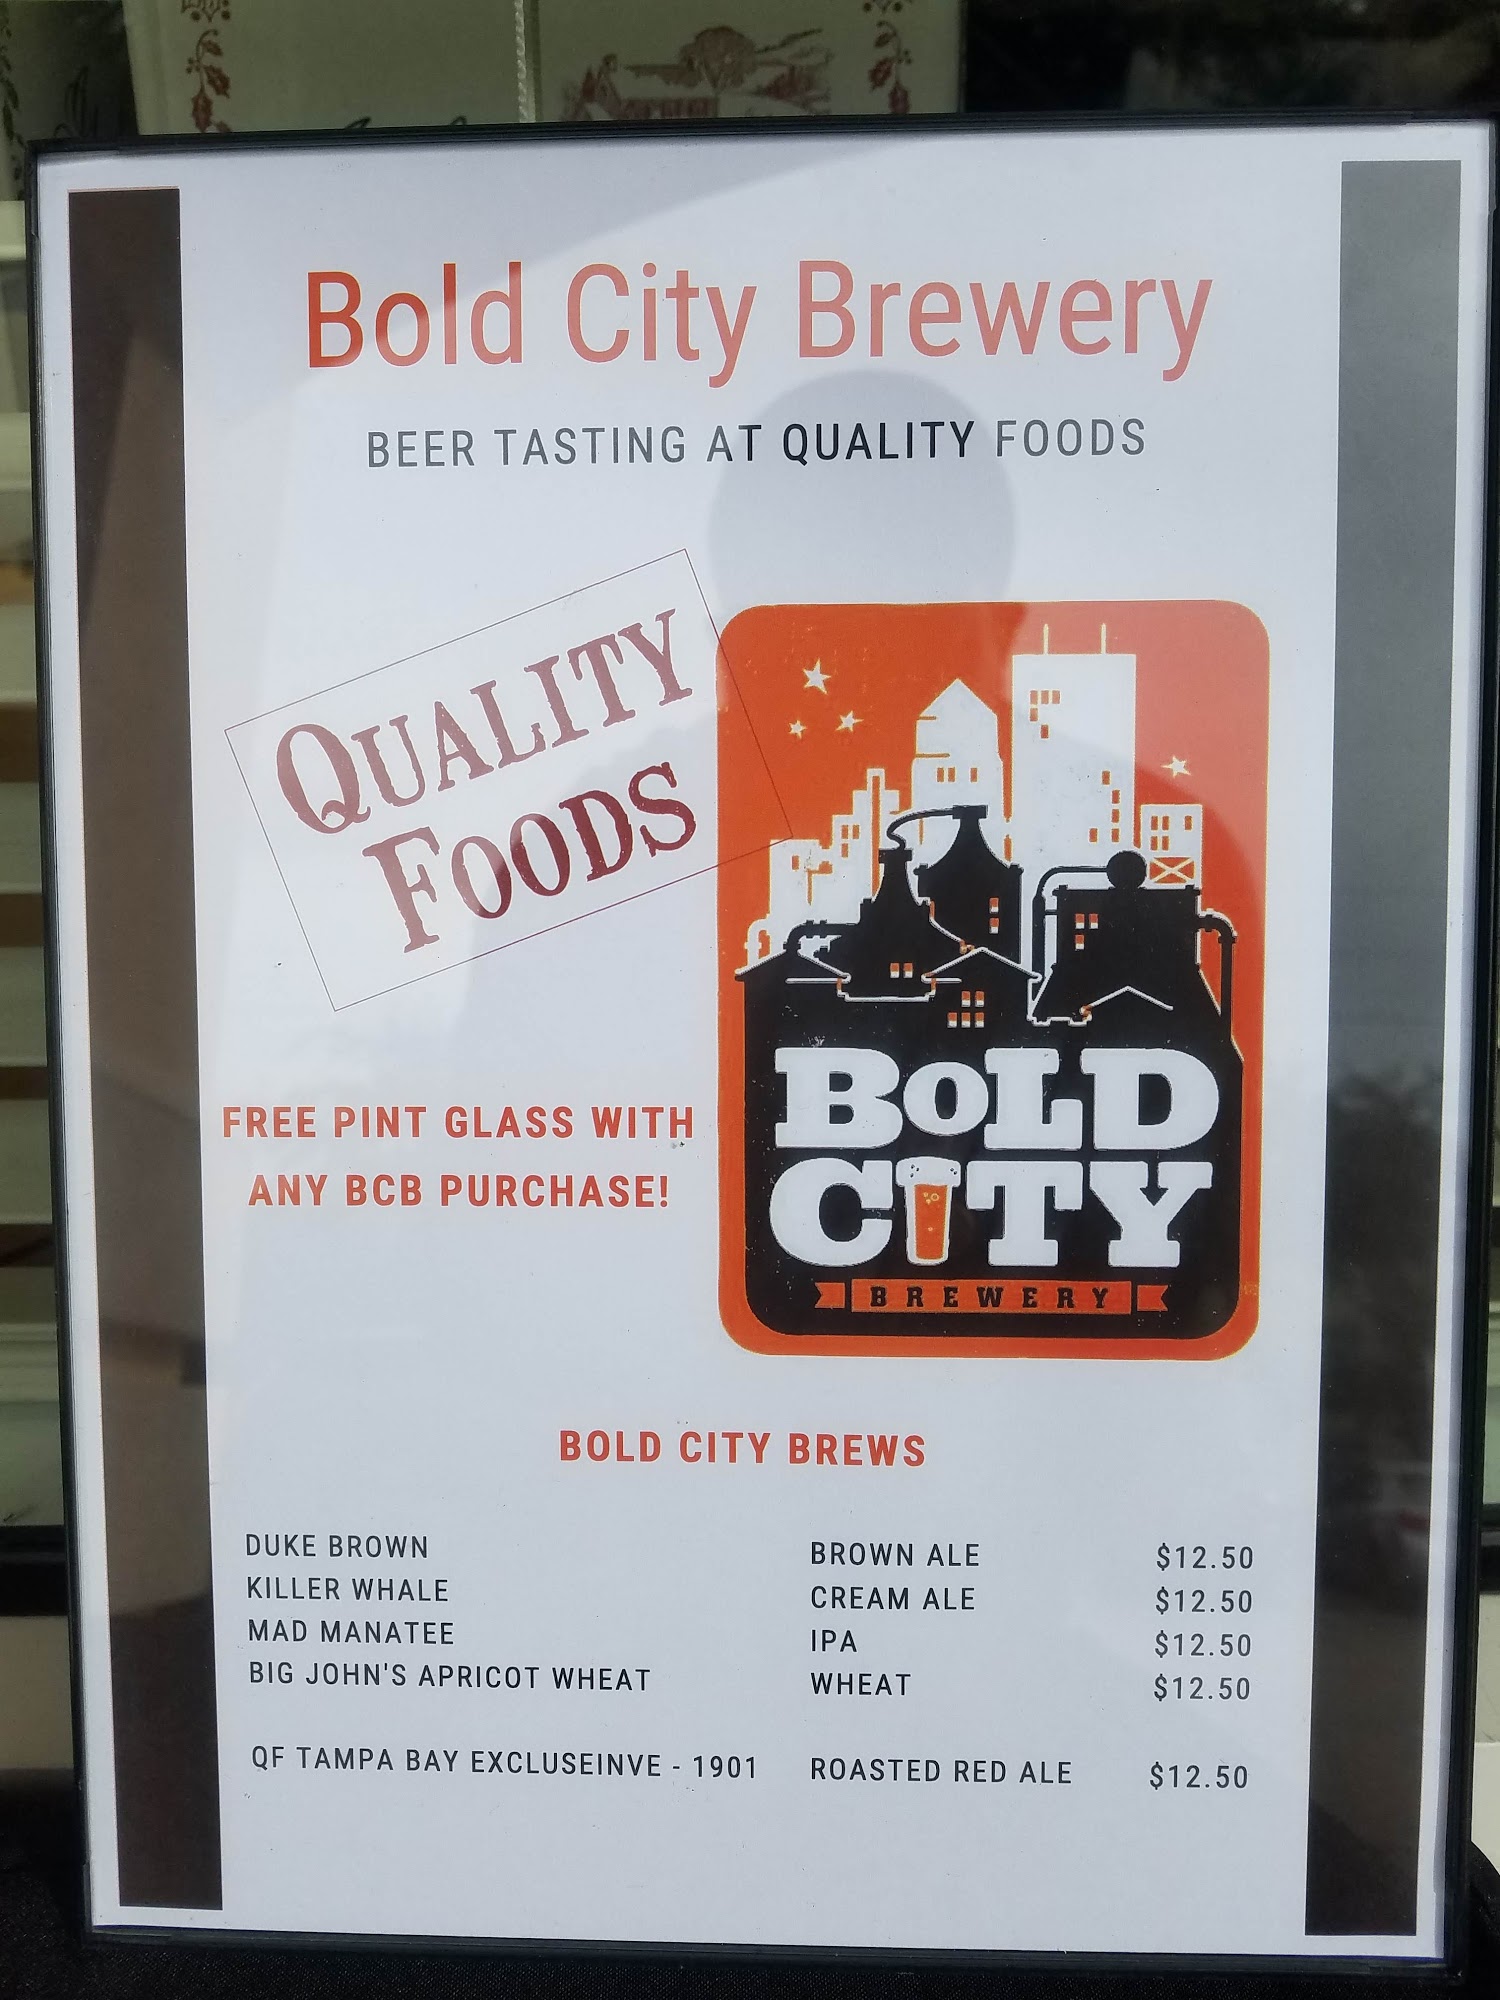 Bold City Brewery
BEER TASTING AT QUALITY FOODS
QUALITY
FOODS
FREE PINT GLASS WITH
ANY BCB PURCHASE!
BOLD
CITY
BREWERY
BOLD CITY BREWS
DUKE BROWN BROWN ALE $12.50
KILLER WHALE CREAM ALE $12.50
MAD MANATEE IPA $12.50
BIG JOHN'S APRICOT WHEAT WHEAT $12.50
QF TAMPA BAY EXCLUSEINVE - 1901 ROASTED RED ALE $12.50